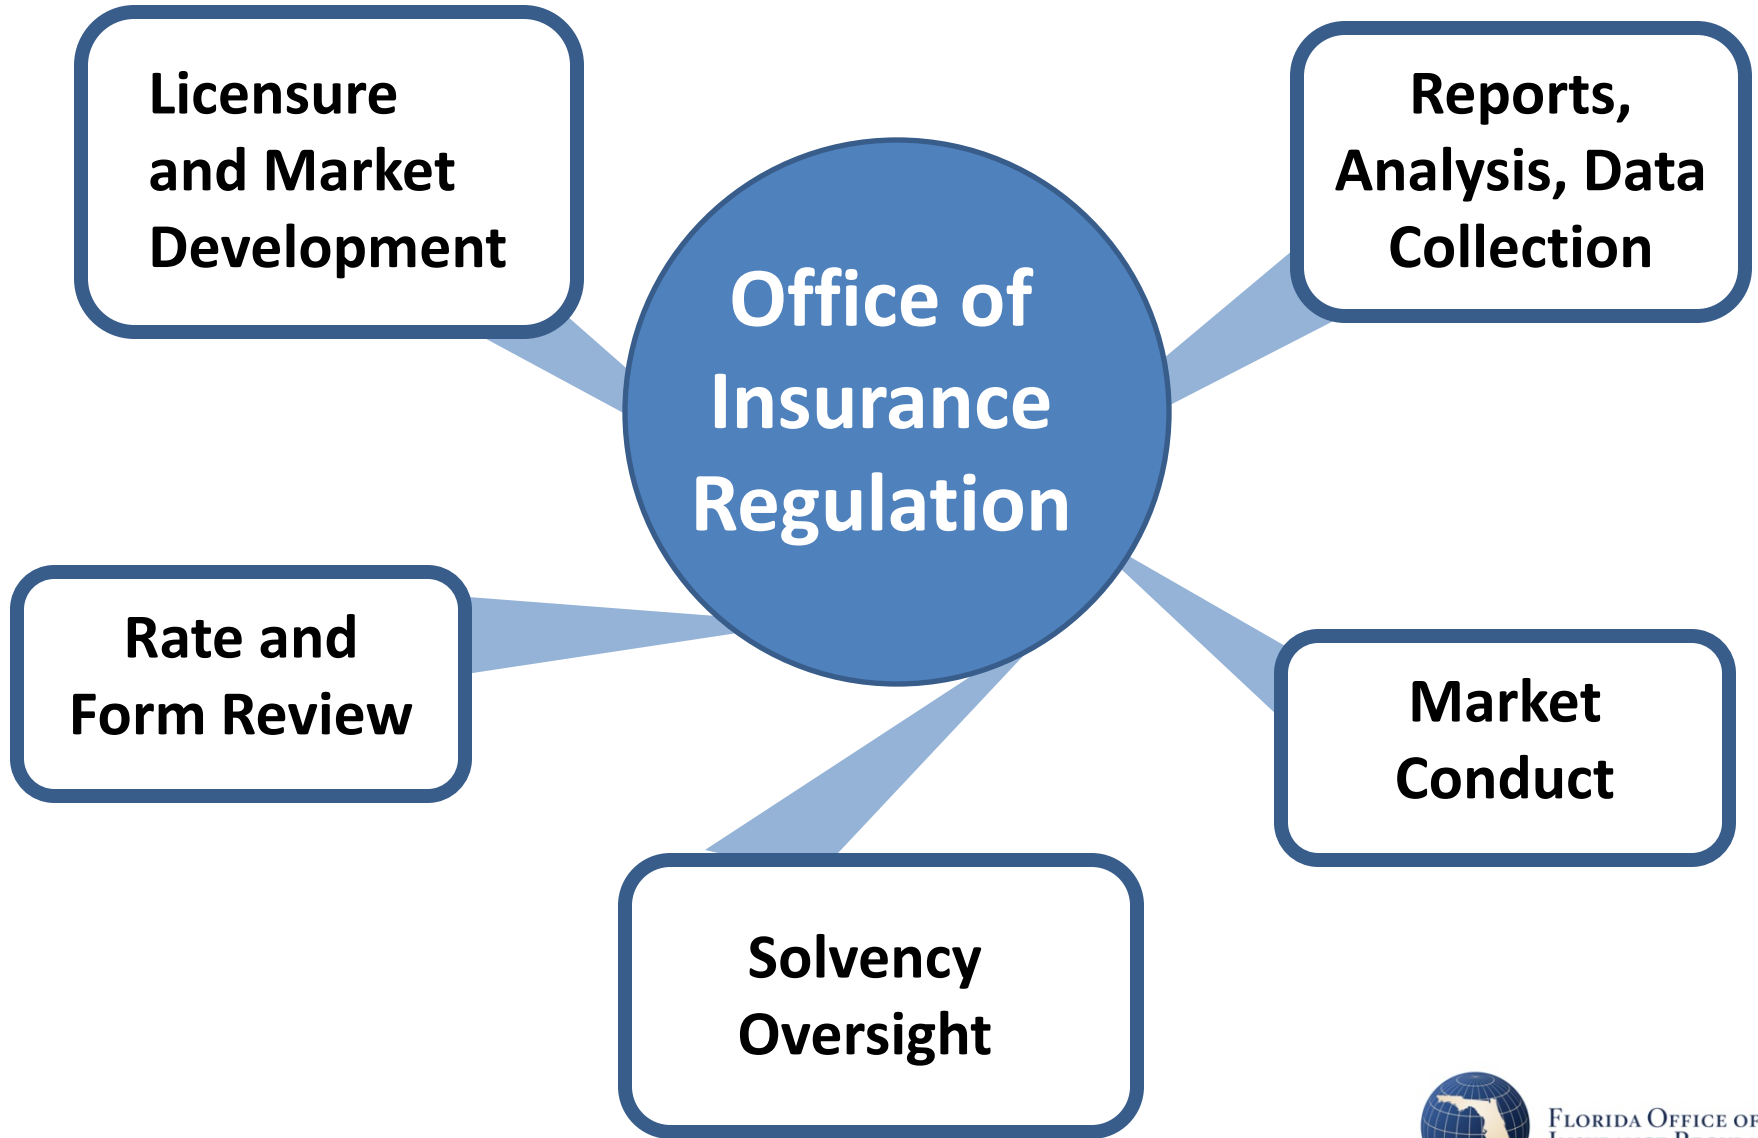 Licensure
and Market
Development
Reports,
Analysis, Data
Collection
Office of
Insurance
Regulation
Rate and
Form Review
Market
Conduct
Solvency
Oversight
FLORIDA OFFICE OF